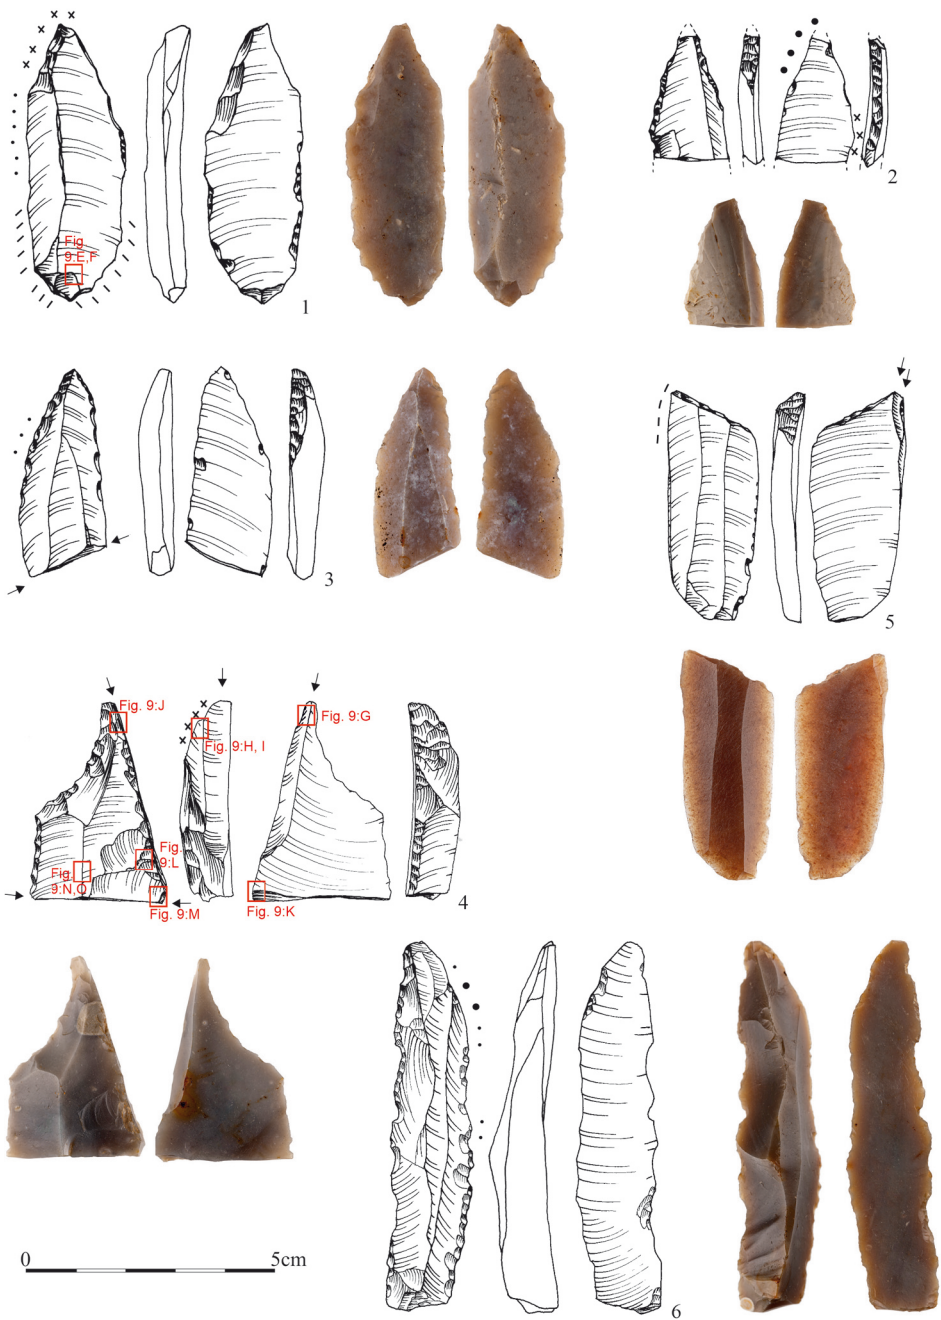 Fig
9:E,F
1
2
3
5
Fig. 9:J
Fig. 9:H, I
Fig. 9:G
Fig.
9:L
Fig.
9:N,O
Fig. 9:M
Fig. 9:K
4
0
5cm
6